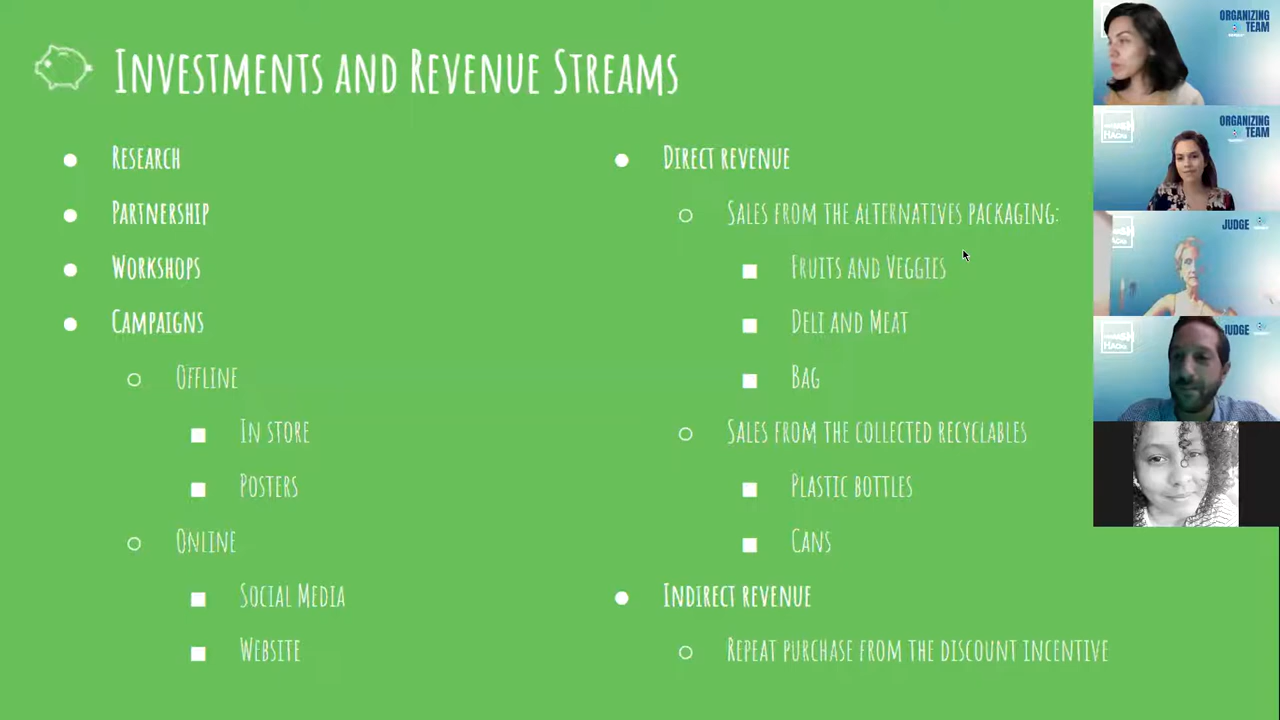 Investments and Revenue Streams
Research
Partnership
Workshops
Campaigns
Offline
In store
Posters
Online
Social Media
Website
Direct revenue
Sales from the alternatives packaging:
Fruits and Veggies
Deli and Meat
Bag
Sales from the collected recyclables
Plastic bottles
Cans
Indirect revenue
Repeat purchase from the discount incentive
ORGANIZING
TEAM
ORGANIZING
TEAM
JUDGE
JUDGE